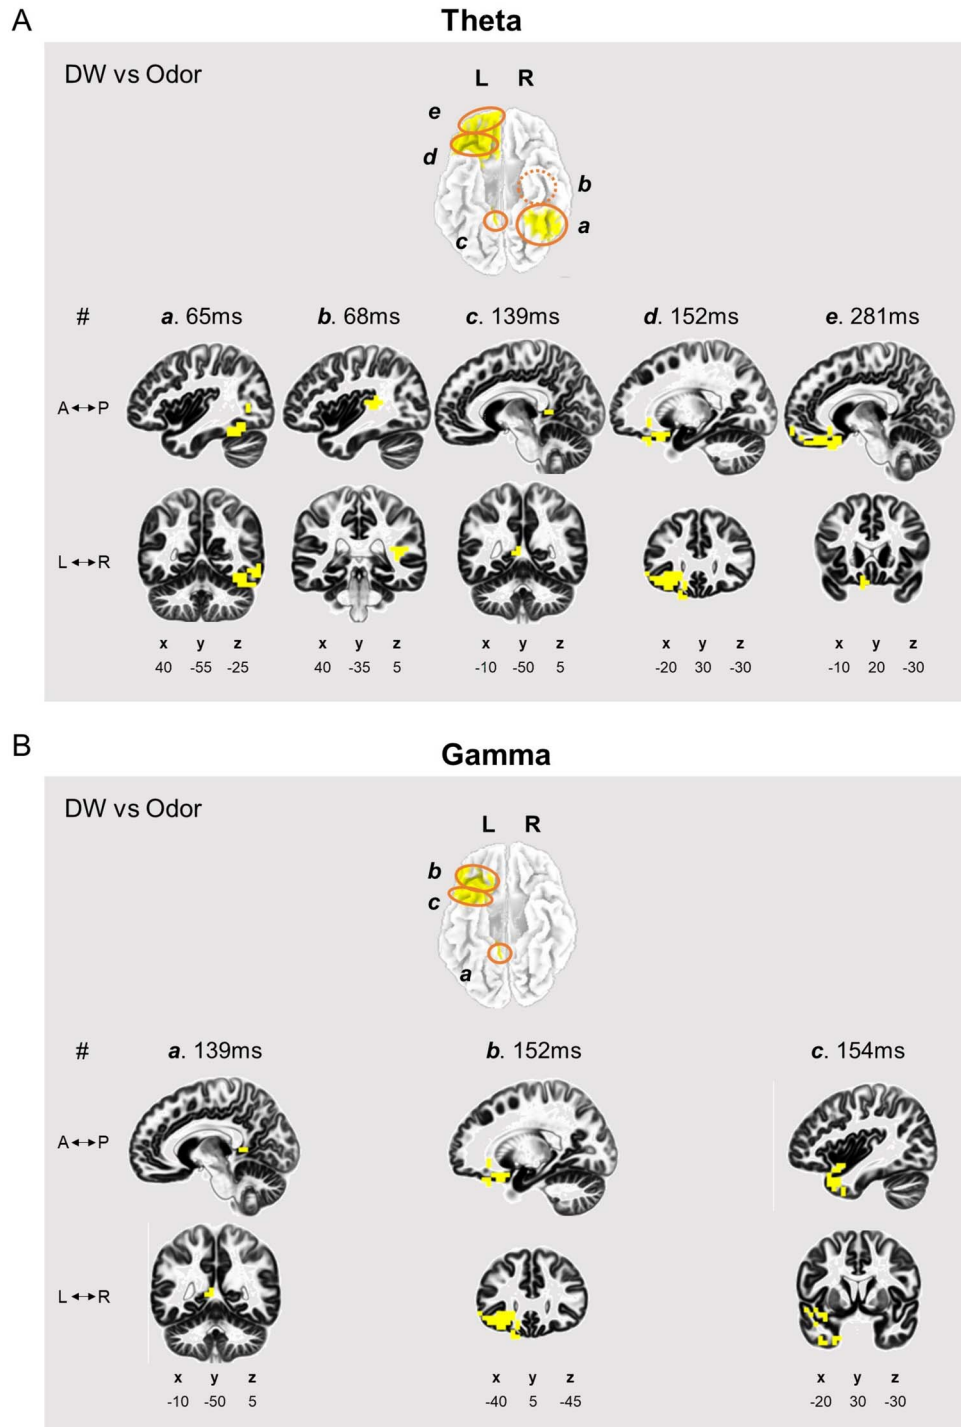 A
Theta
DW vs Odor
L R
e
d
b
a
c
# a. 65ms b. 68ms c. 139ms d. 152ms e. 281ms
A↔P
L↔R
x y z x y z x y z x y z x y z
40 -55 -25 40 -35 5 -10 -50 5 -20 30 -30 -10 20 -30
B
Gamma
DW vs Odor
L R
b
c
a
# a. 139ms b. 152ms c. 154ms
A↔P
L↔R
x y z x y z x y z
-10 -50 5 -40 5 -45 -20 30 -30